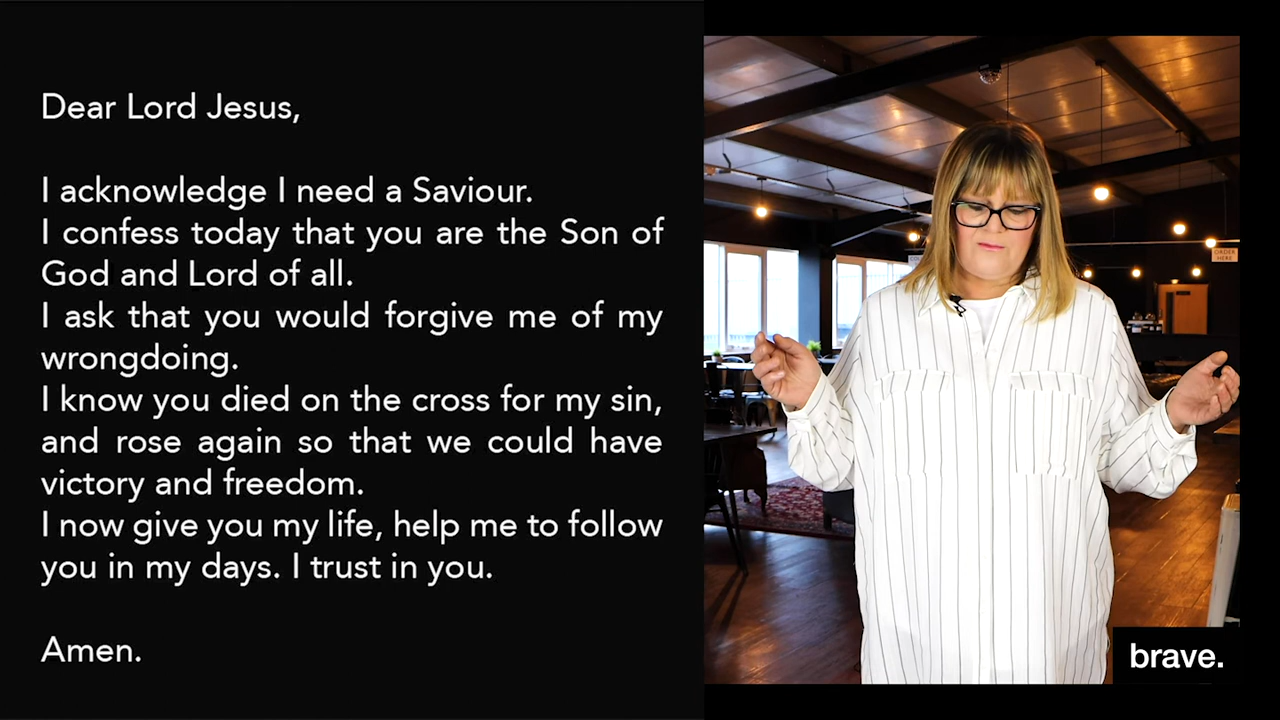 Dear Lord Jesus,
I acknowledge I need a Saviour.
I confess today that you are the Son of
God and Lord of all.
I ask that you would forgive me of my
wrongdoing.
I know you died on the cross for my sin,
and rose again so that we could have
victory and freedom.
I now give you my life, help me to follow
you in my days. I trust in you.
Amen.
ORDER
HERE
brave.